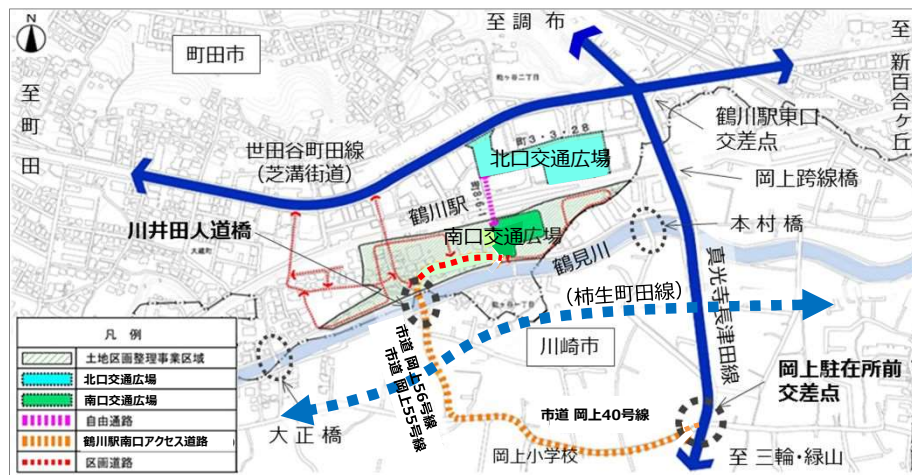 N
町田市
至 調 布
至 新百合ヶ丘
至 町 田
世田谷町田線
(芝溝街道)
町3・3・28
北口交通広場
鶴川駅東口
交差点
岡上跨線橋
鶴川駅
川井田人道橋
南口交通広場
本村橋
鶴見川
真光寺長津田線
(柿生町田線)
川崎市
市道 岡上56号線
市道 岡上55号線
岡上駐在所前
交差点
市道 岡上40号線
大正橋
岡上小学校
至 三輪・緑山
凡 例
土地区画整理事業区域
北口交通広場
南口交通広場
自由通路
鶴川駅南口アクセス道路
区画道路